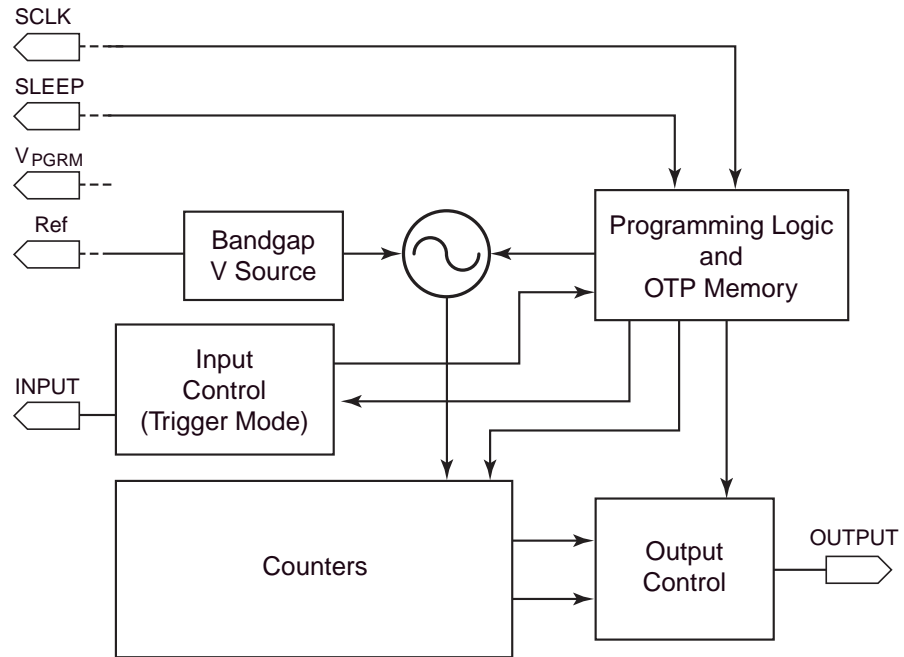 SCLK
SLEEP
VPGRM
Ref
Bandgap
V Source
Programming Logic
and
OTP Memory
INPUT
Input
Control
(Trigger Mode)
Counters
Output
Control
OUTPUT